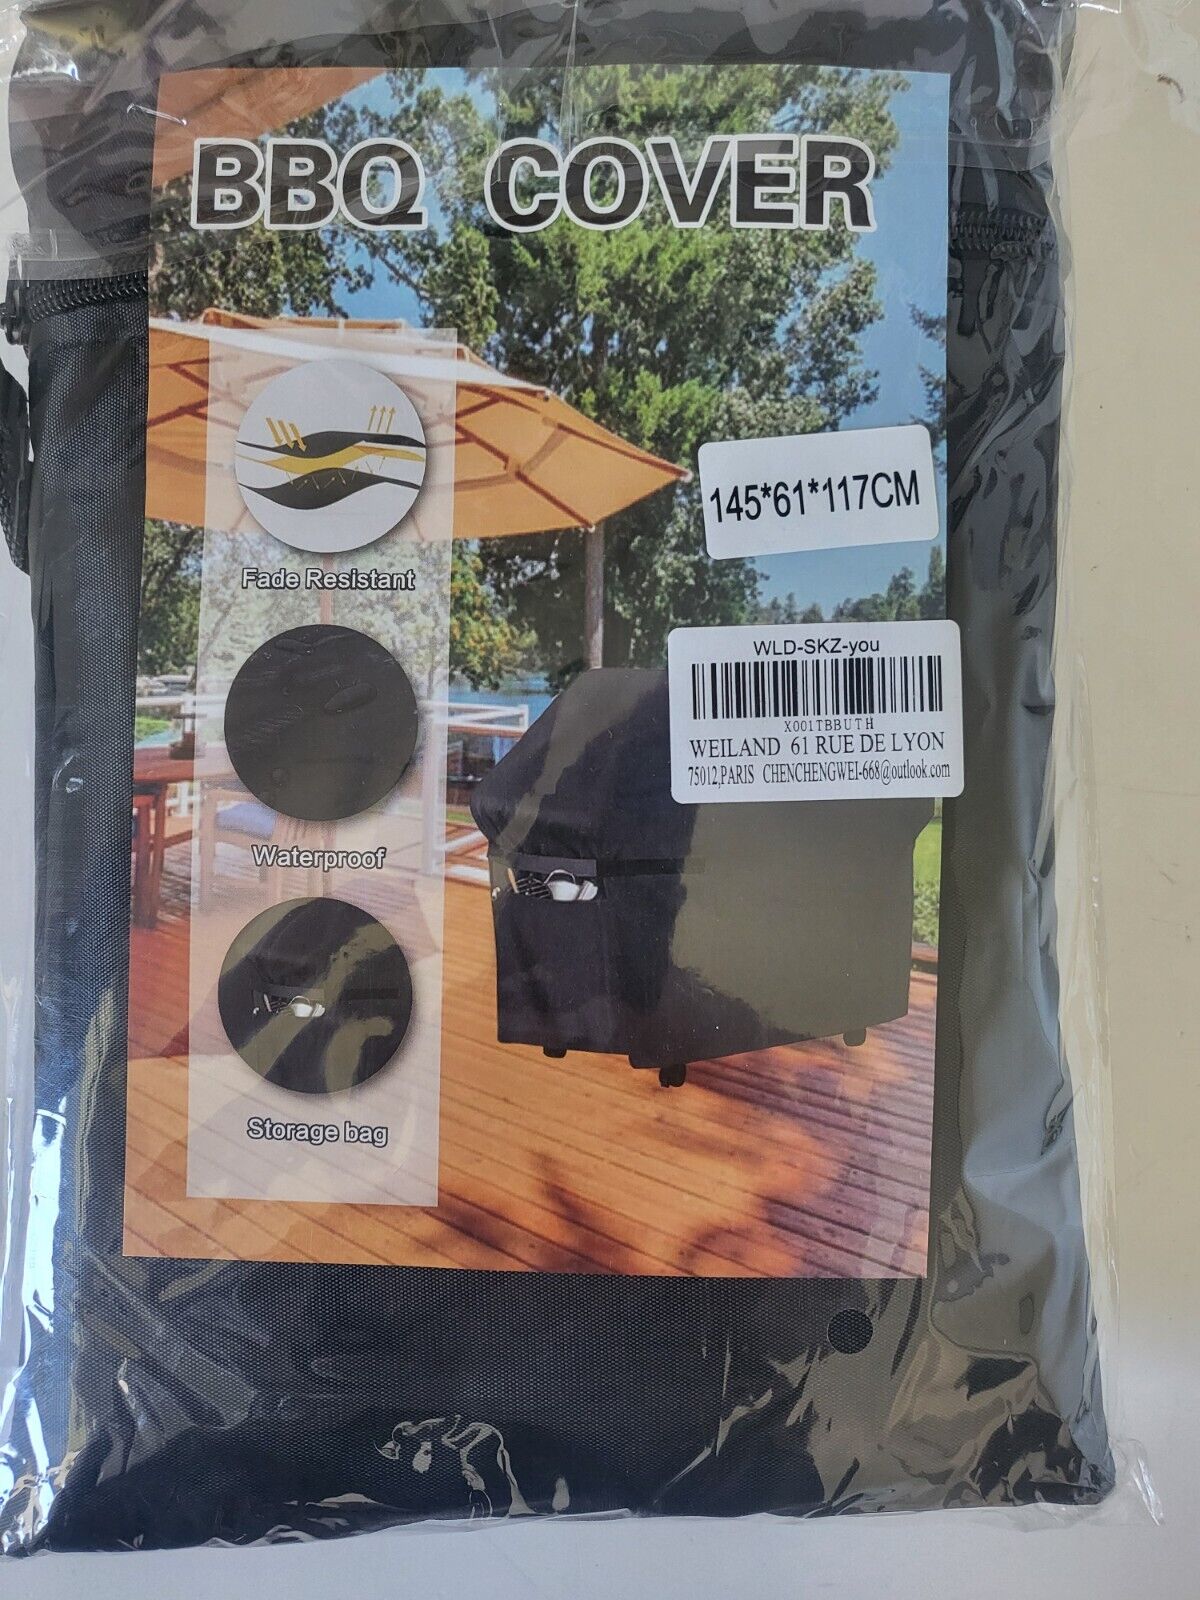 BBQ COVER
145*61*117CM
Fade Resistant
WLD-SKZ-you
X001TBBUTH
WEILAND 61 RUE DE LYON
75012,PARIS CHENCHENGWEI-668@outlook.com
Waterproof
Storage bag